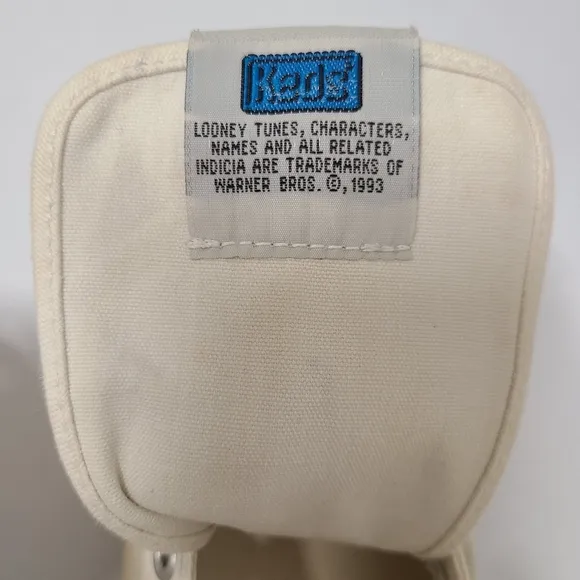 Keds
LOONEY TUNES, CHARACTERS,
NAMES AND ALL RELATED
INDICIA ARE TRADEMARKS OF
WARNER BROS. ©, 1993